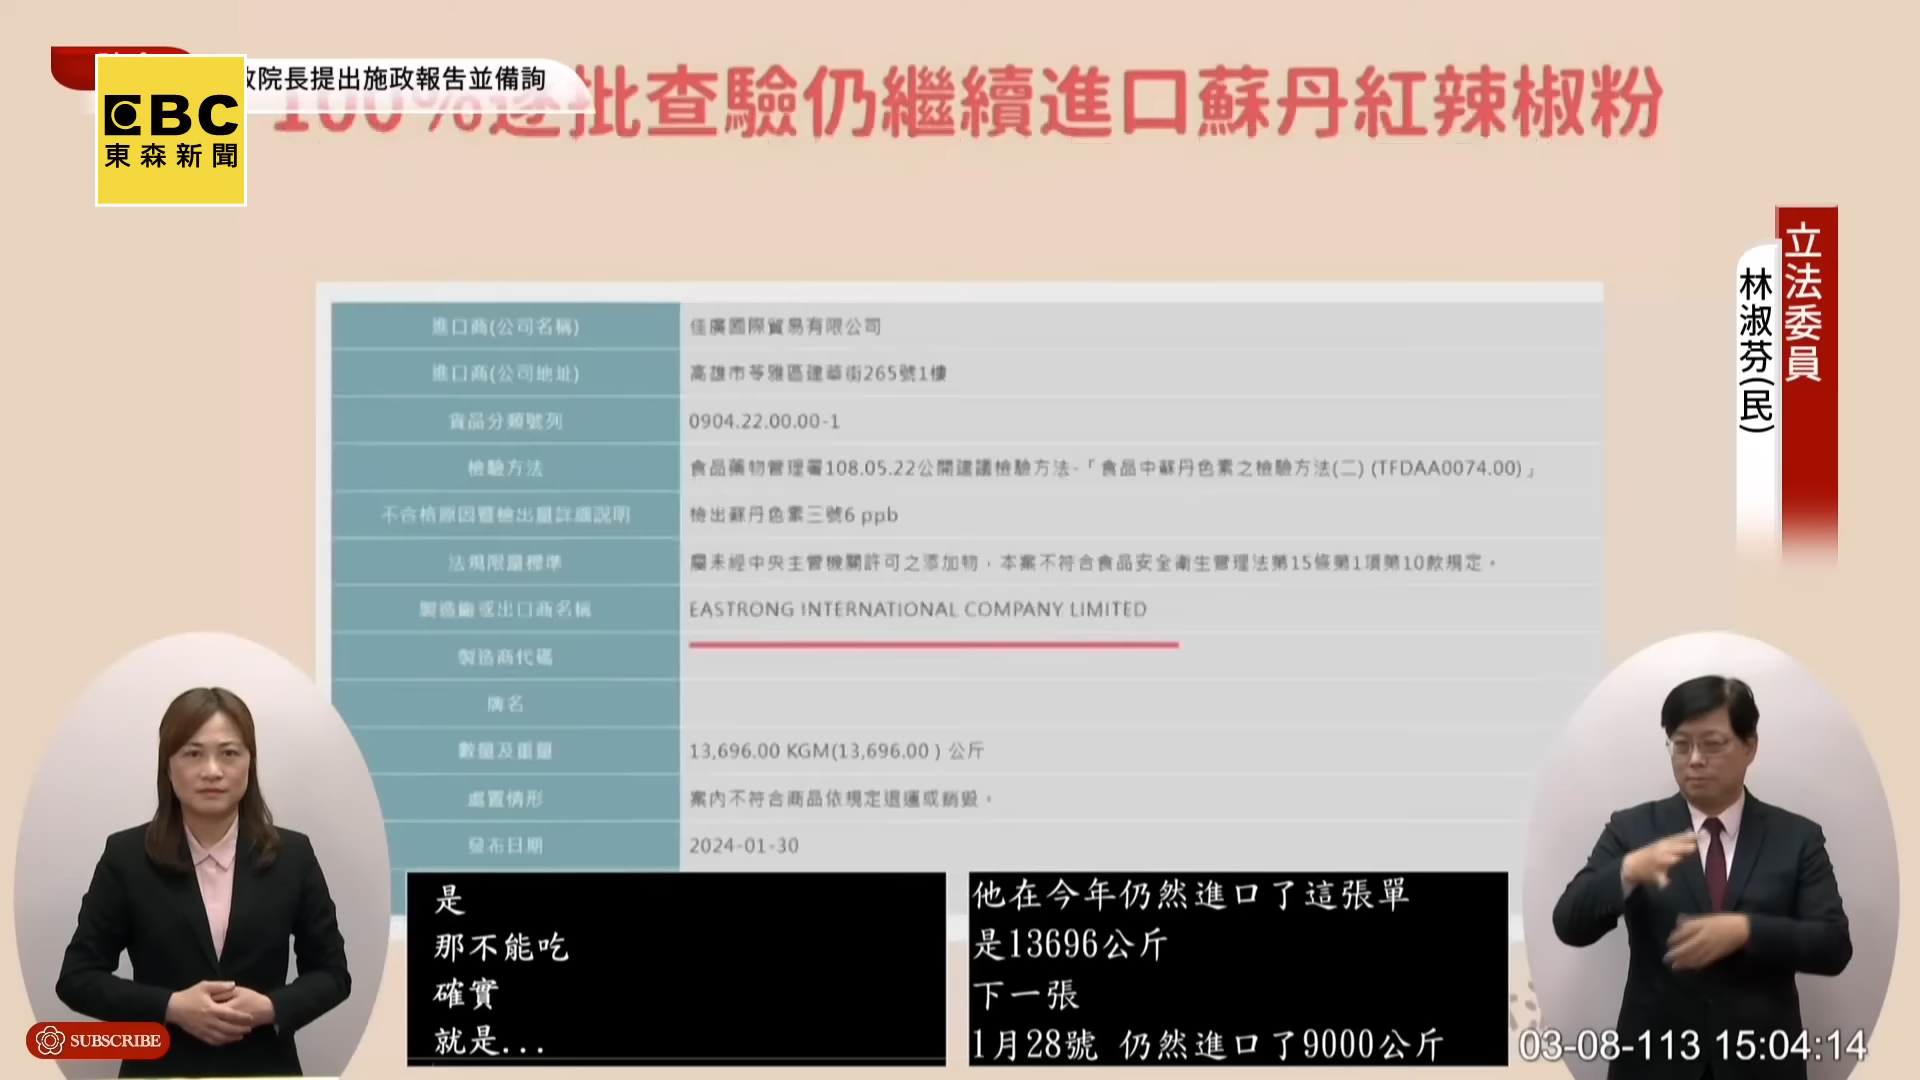 院長提出施政報告並備詢
EBC
東森新聞
100%逐批查驗仍繼續進口蘇丹紅辣椒粉
立法委員
林淑芬(民)
進口商(公司名稱) 佳廣國際貿易有限公司
進口商(公司地址) 高雄市苓雅區建華街265號1樓
貨品分類號列 0904.22.00.00-1
檢驗方法 食品藥物管理署108.05.22公開建議檢驗方法-「食品中蘇丹色素之檢驗方法(二) (TFDAA0074.00)」
不合格原因暨檢出量詳細說明 檢出蘇丹色素三號6 ppb
法規限量標準 屬未經中央主管機關許可之添加物，本案不符合食品安全衛生管理法第15條第1項第10款規定。
製造廠或出口商名稱 EASTRONG INTERNATIONAL COMPANY LIMITED
製造商代碼
牌名
數量及重量 13,696.00 KGM(13,696.00 ) 公斤
處置情形 案內不符合商品依規定退運或銷毀。
發布日期 2024-01-30
是
那不能吃
確實
就是...
他在今年仍然進口了這張單
是13696公斤
下一張
1月28號 仍然進口了9000公斤
SUBSCRIBE
03-08-113 15:04:14